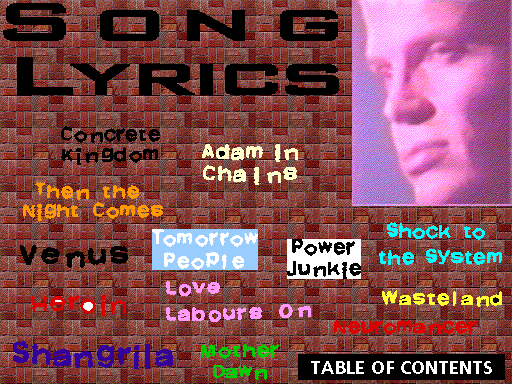 Song
Lyrics
Concrete
Kingdom
Adam in
Chains
Then the
Night Comes
Shock to
the System
Venus
Tomorrow
People
Power
Junkie
Heroin
Love
Labours On
Wasteland
Neuromancer
Shangrila
Mother
Dawn
TABLE OF CONTENTS